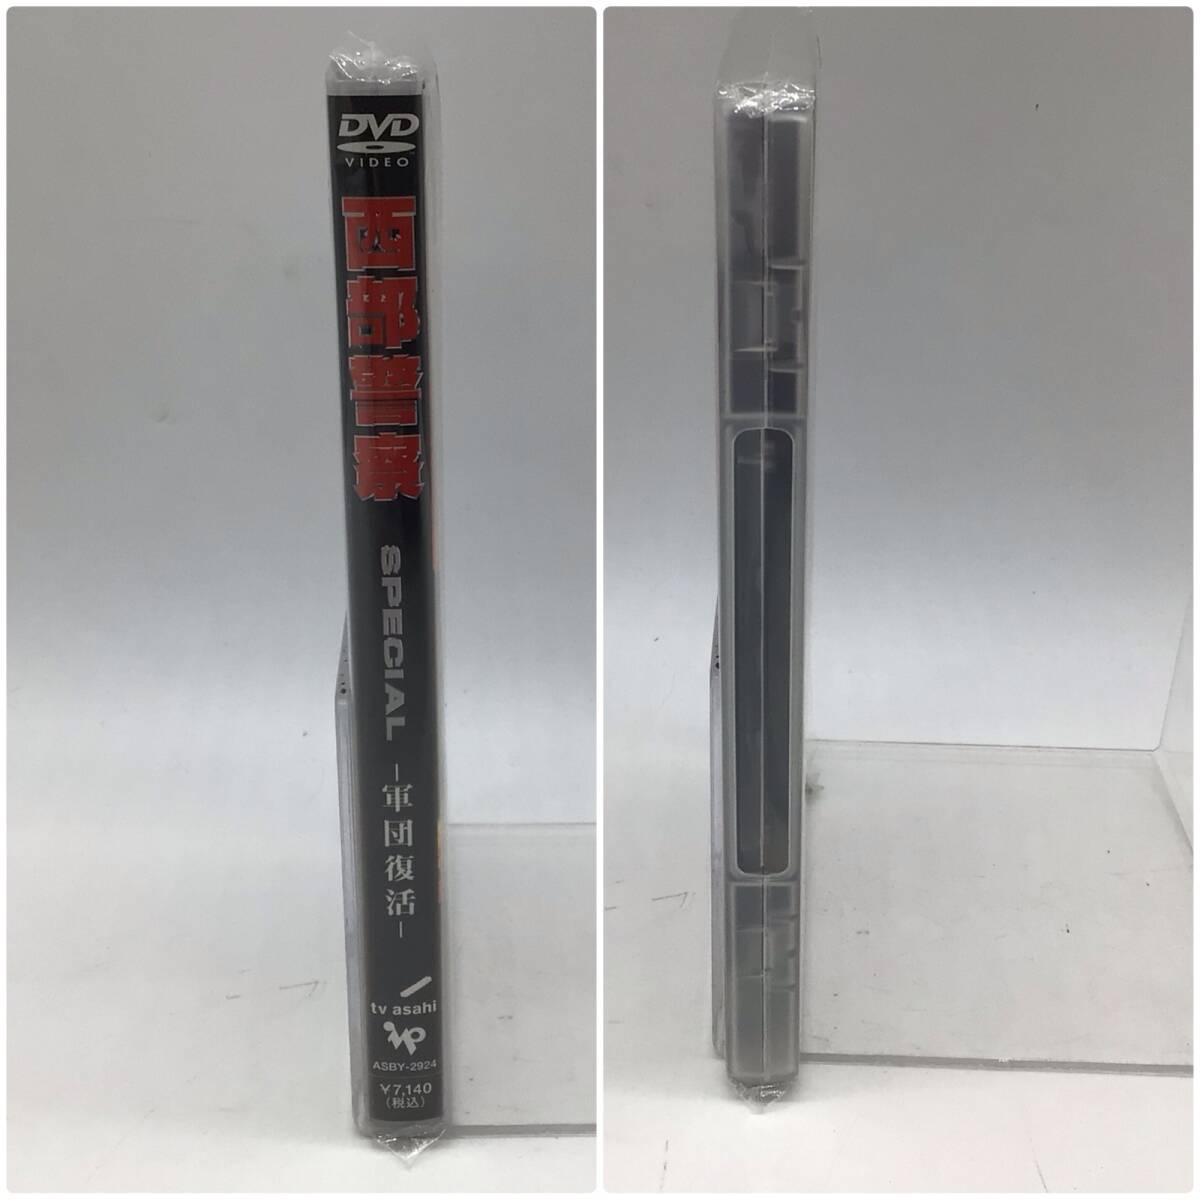 DVD
VIDEO
西部警察
SPECIAL
-軍団復活-
tv asahi
ASBY-2924
¥7,140
(税込)